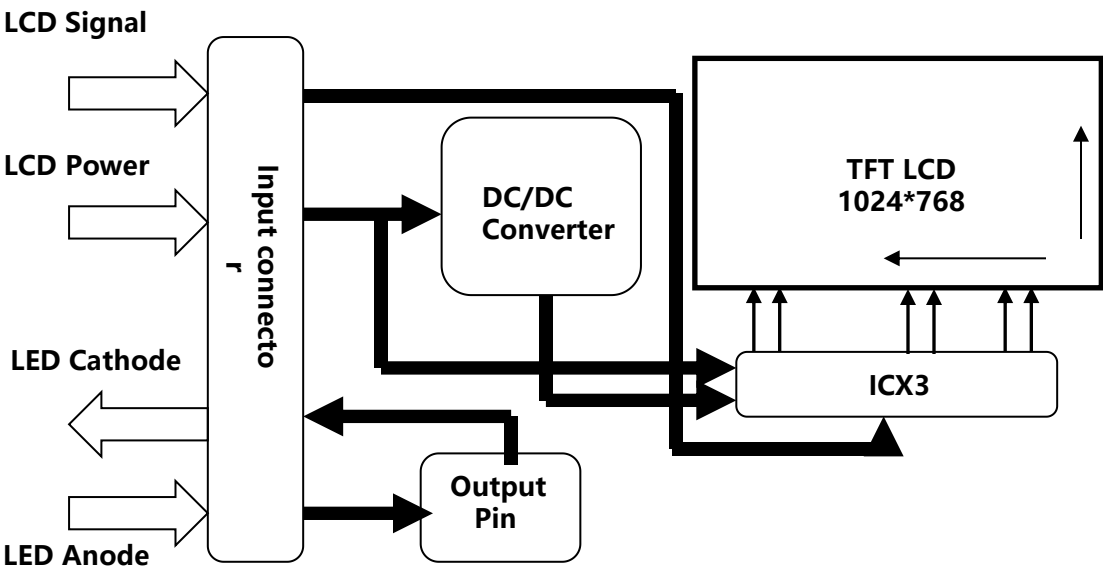 LCD Signal
LCD Power
LED Cathode
LED Anode
Input connecto
r
DC/DC
Converter
Output
Pin
TFT LCD
1024*768
ICX3